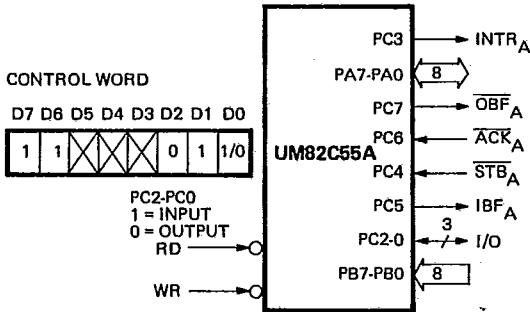 CONTROL WORD
D7 D6 D5 D4 D3 D2 D1 D0
1 1 0 1 1/0
PC2-PC0
1 = INPUT
0 = OUTPUT
RD
WR
UM82C55A
PC3 INTRA
PA7-PA0 8
PC7 OBFA
PC6 ACKA
PC4 STBA
PC5 IBFA
PC2-0 3 I/O
PB7-PB0 8